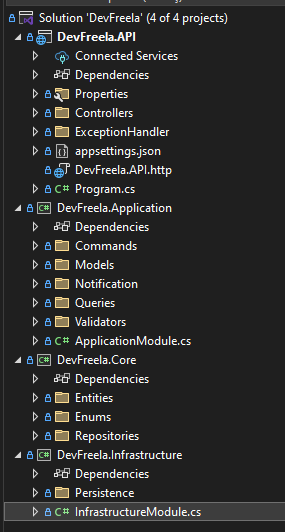 Solution 'DevFreela' (4 of 4 projects)
DevFreela.API
Connected Services
Dependencies
Properties
Controllers
ExceptionHandler
appsettings.json
DevFreela.API.http
C# Program.cs
C# DevFreela.Application
Dependencies
Commands
Models
Notification
Queries
Validators
C# ApplicationModule.cs
C# DevFreela.Core
Dependencies
Entities
Enums
Repositories
C# DevFreela.Infrastructure
Dependencies
Persistence
C# InfrastructureModule.cs